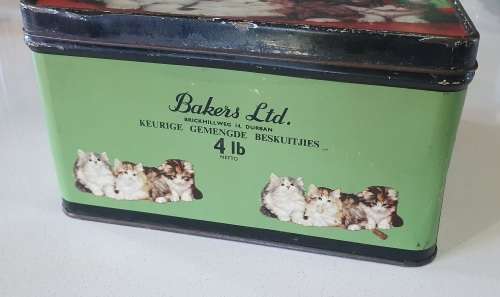 Bakers Ltd.
BRICKHILLWEG 14, DURBAN
KEURIGE GEMENGDE BESKUITJIES
4 lb
NETTO